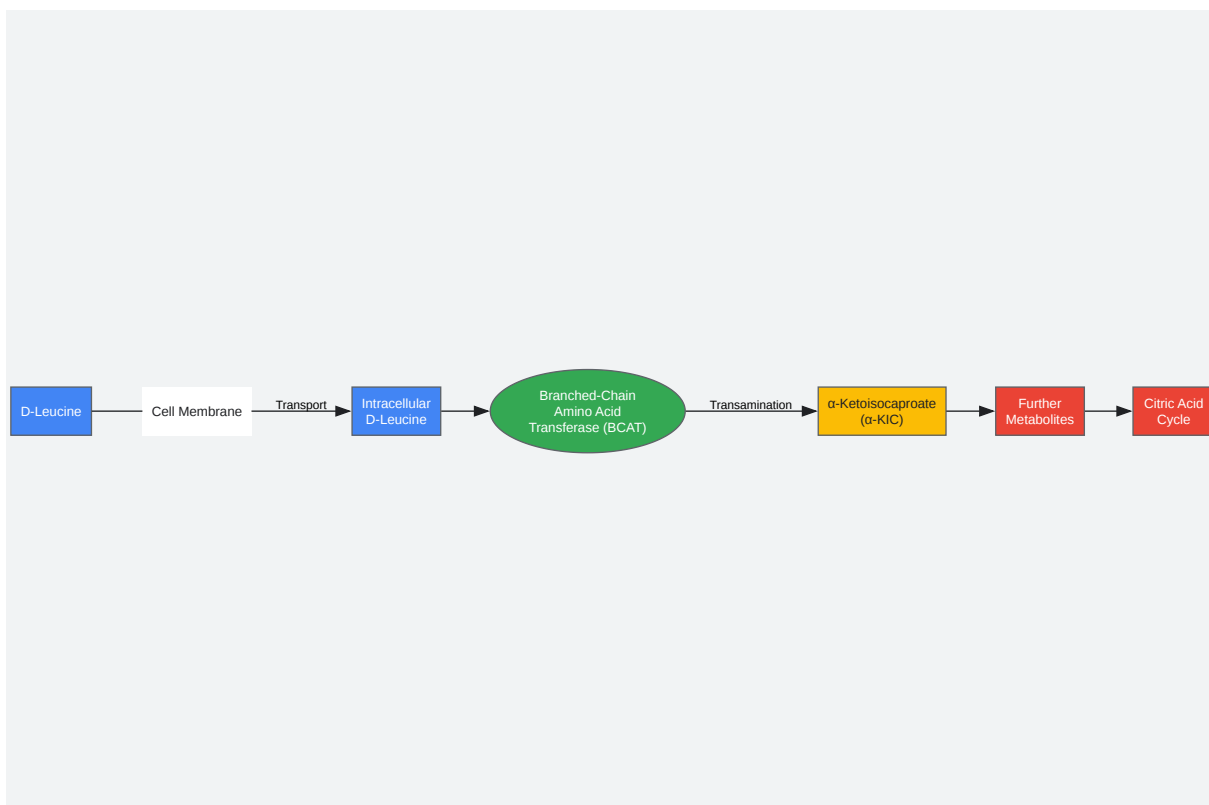 D-Leucine
Cell Membrane
Transport
Intracellular
D-Leucine
Branched-Chain
Amino Acid
Transferase (BCAT)
Transamination
α-Ketoisocaproate
(α-KIC)
Further
Metabolites
Citric Acid
Cycle